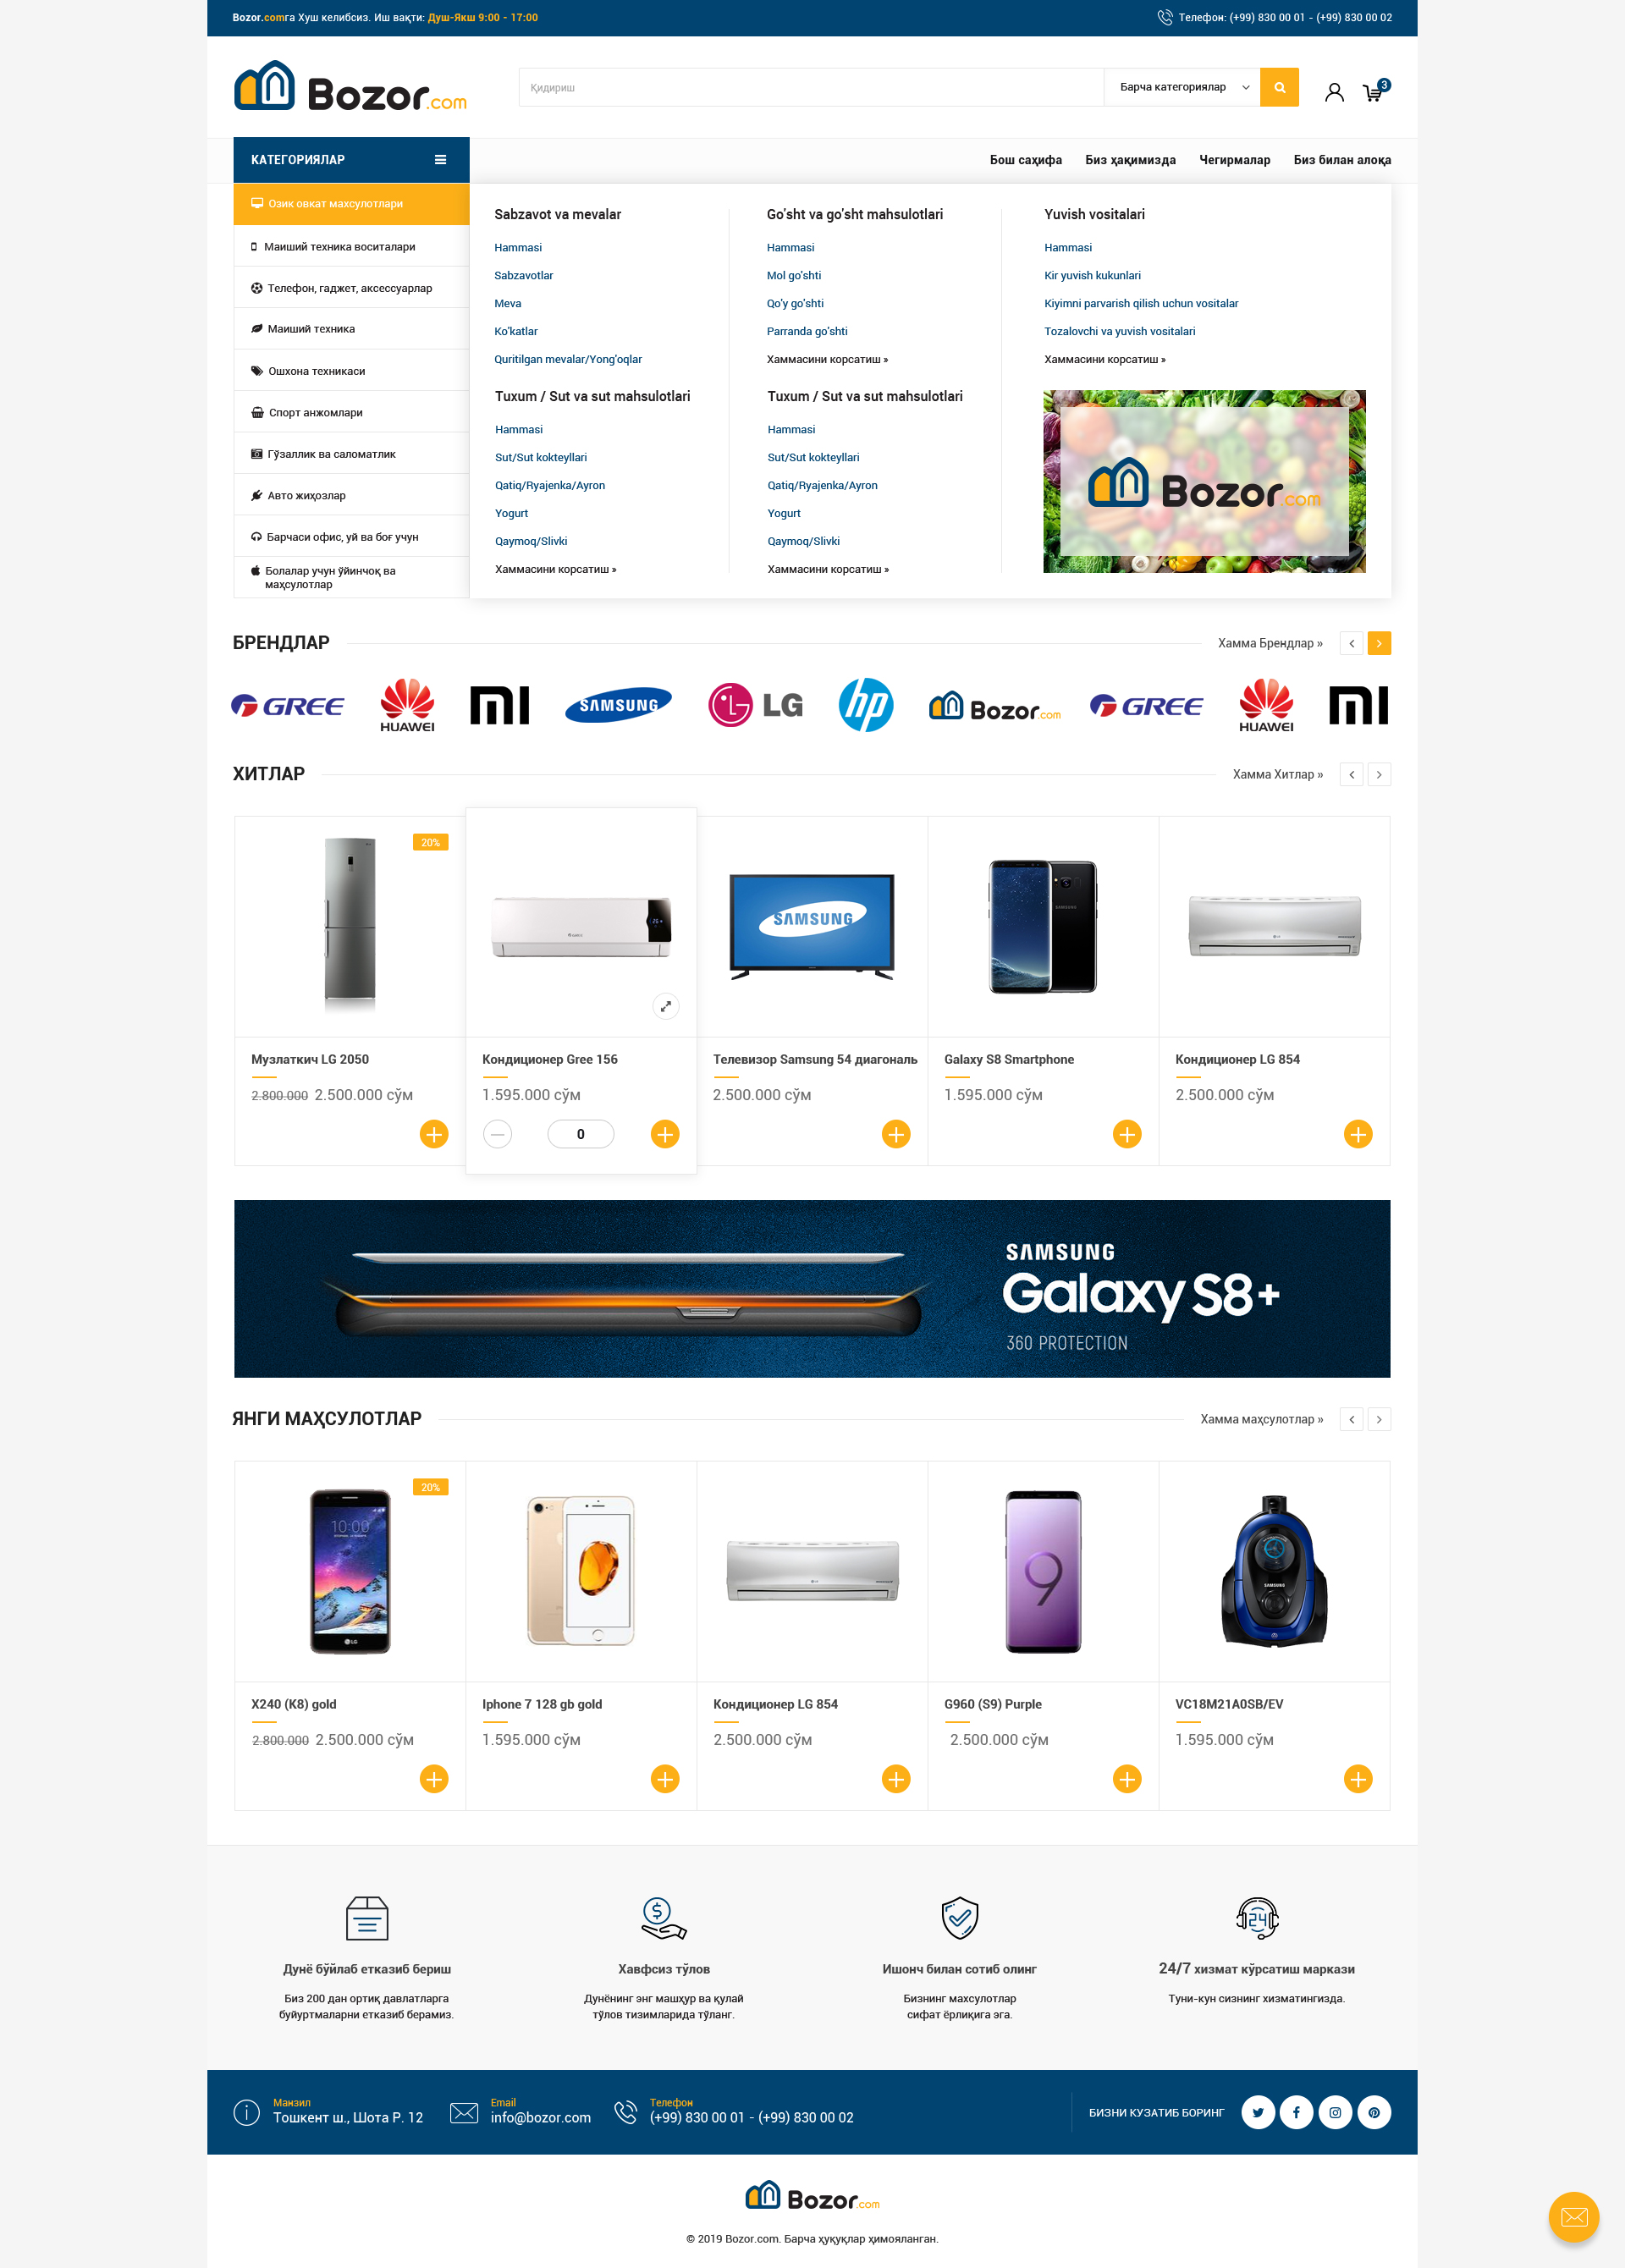 Bozor.comга Хуш келибсиз. Иш вақти: Душ-Якш 9:00 - 17:00
Телефон: (+99) 830 00 01 - (+99) 830 00 02
Bozor.com
Қидириш
Барча категориялар
3
КАТЕГОРИЯЛАР
Бош саҳифа
Биз ҳақимизда
Чегирмалар
Биз билан алоқа
Озик овкат махсулотлари
Маиший техника воситалари
Телефон, гаджет, аксессуарлар
Маиший техника
Ошхона техникаси
Спорт анжомлари
Гўзаллик ва саломатлик
Авто жиҳозлар
Барчаси офис, уй ва боғ учун
Болалар учун ўйинчоқ ва
маҳсулотлар
Sabzavot va mevalar
Hammasi
Sabzavotlar
Meva
Ko'katlar
Quritilgan mevalar/Yong'oqlar
Go'sht va go'sht mahsulotlari
Hammasi
Mol go'shti
Qo'y go'shti
Parranda go'shti
Хаммасини корсатиш »
Yuvish vositalari
Hammasi
Kir yuvish kukunlari
Kiyimni parvarish qilish uchun vositalar
Tozalovchi va yuvish vositalari
Хаммасини корсатиш »
Tuxum / Sut va sut mahsulotlari
Hammasi
Sut/Sut kokteyllari
Qatiq/Ryajenka/Ayron
Yogurt
Qaymoq/Slivki
Хаммасини корсатиш »
Tuxum / Sut va sut mahsulotlari
Hammasi
Sut/Sut kokteyllari
Qatiq/Ryajenka/Ayron
Yogurt
Qaymoq/Slivki
Хаммасини корсатиш »
Bozor.com
БРЕНДЛАР
Хамма Брендлар »
GREE
HUAWEI
MI
SAMSUNG
LG
hp
Bozor.com
GREE
HUAWEI
MI
ХИТЛАР
Хамма Хитлар »
20%
SAMSUNG
Музлаткич LG 2050
2.800.000 2.500.000 сўм
Кондиционер Gree 156
1.595.000 сўм
0
Телевизор Samsung 54 диагональ
2.500.000 сўм
Galaxy S8 Smartphone
1.595.000 сўм
Кондиционер LG 854
2.500.000 сўм
SAMSUNG
Galaxy S8+
360 PROTECTION
ЯНГИ МАҲСУЛОТЛАР
Хамма маҳсулотлар »
20%
10:00
LG
9
SAMSUNG
X240 (K8) gold
2.800.000 2.500.000 сўм
Iphone 7 128 gb gold
1.595.000 сўм
Кондиционер LG 854
2.500.000 сўм
G960 (S9) Purple
2.500.000 сўм
VC18M21A0SB/EV
1.595.000 сўм
24
Дунё бўйлаб етказиб бериш
Биз 200 дан ортиқ давлатларга
буйуртмаларни етказиб берамиз.
Хавфсиз тўлов
Дунёнинг энг машҳур ва қулай
тўлов тизимларида тўланг.
Ишонч билан сотиб олинг
Бизнинг махсулотлар
сифат ёрлиқига эга.
24/7 хизмат кўрсатиш маркази
Туни-кун сизнинг хизматингизда.
Манзил
Тошкент ш., Шота Р. 12
Email
info@bozor.com
Телефон
(+99) 830 00 01 - (+99) 830 00 02
БИЗНИ КУЗАТИБ БОРИНГ
Bozor.com
© 2019 Bozor.com. Барча ҳуқуқлар ҳимояланган.